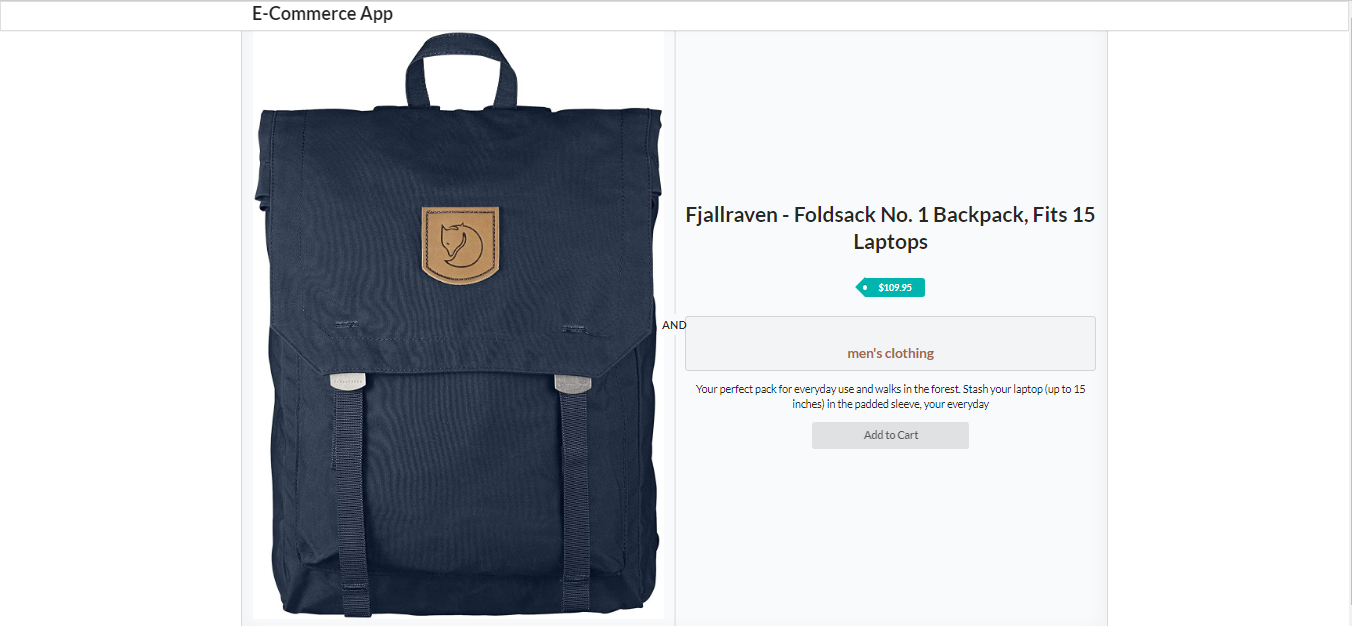 E-Commerce App
Fjallraven - Foldsack No. 1 Backpack, Fits 15
Laptops
$109.95
AND
men's clothing
Your perfect pack for everyday use and walks in the forest. Stash your laptop (up to 15
inches) in the padded sleeve, your everyday
Add to Cart